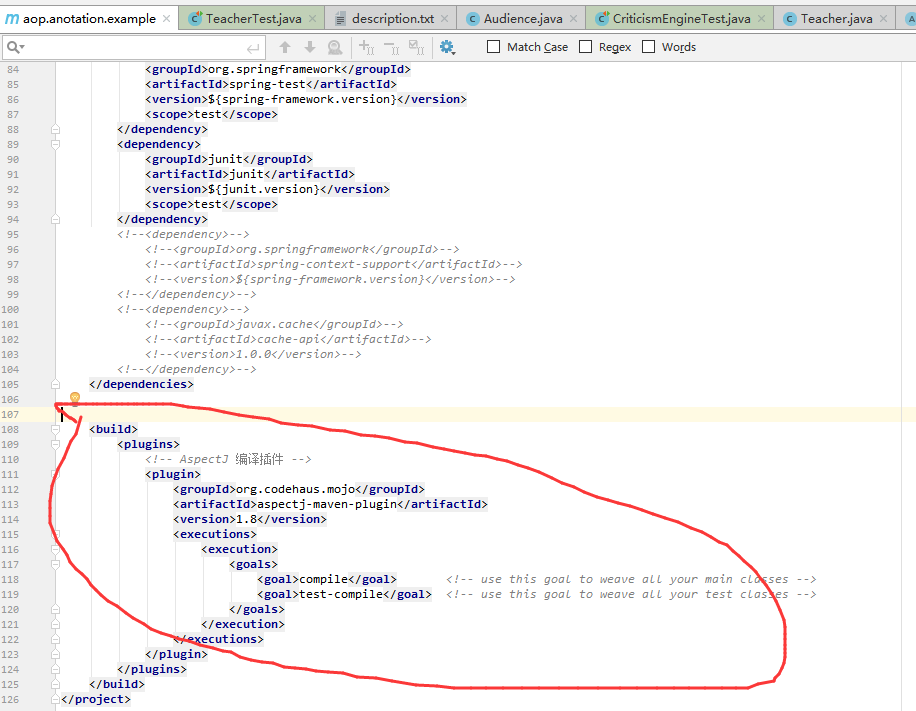 aop.anotation.example TeacherTest.java description.txt Audience.java CriticismEngineTest.java Teacher.java
Match Case Regex Words
84 <groupId>org.springframework</groupId>
85 <artifactId>spring-test</artifactId>
86 <version>${spring-framework.version}</version>
87 <scope>test</scope>
88 </dependency>
89 <dependency>
90 <groupId>junit</groupId>
91 <artifactId>junit</artifactId>
92 <version>${junit.version}</version>
93 <scope>test</scope>
94 </dependency>
95 <!--<dependency>-->
96 <!--<groupId>org.springframework</groupId>-->
97 <!--<artifactId>spring-context-support</artifactId>-->
98 <!--<version>${spring-framework.version}</version>-->
99 <!--</dependency>-->
100 <!--<dependency>-->
101 <!--<groupId>javax.cache</groupId>-->
102 <!--<artifactId>cache-api</artifactId>-->
103 <!--<version>1.0.0</version>-->
104 <!--</dependency>-->
105 </dependencies>
106
107
108 <build>
109 <plugins>
110 <!-- AspectJ 编译插件 -->
111 <plugin>
112 <groupId>org.codehaus.mojo</groupId>
113 <artifactId>aspectj-maven-plugin</artifactId>
114 <version>1.8</version>
115 <executions>
116 <execution>
117 <goals>
118 <goal>compile</goal> <!-- use this goal to weave all your main classes -->
119 <goal>test-compile</goal> <!-- use this goal to weave all your test classes -->
120 </goals>
121 </execution>
122 </executions>
123 </plugin>
124 </plugins>
125 </build>
126 </project>